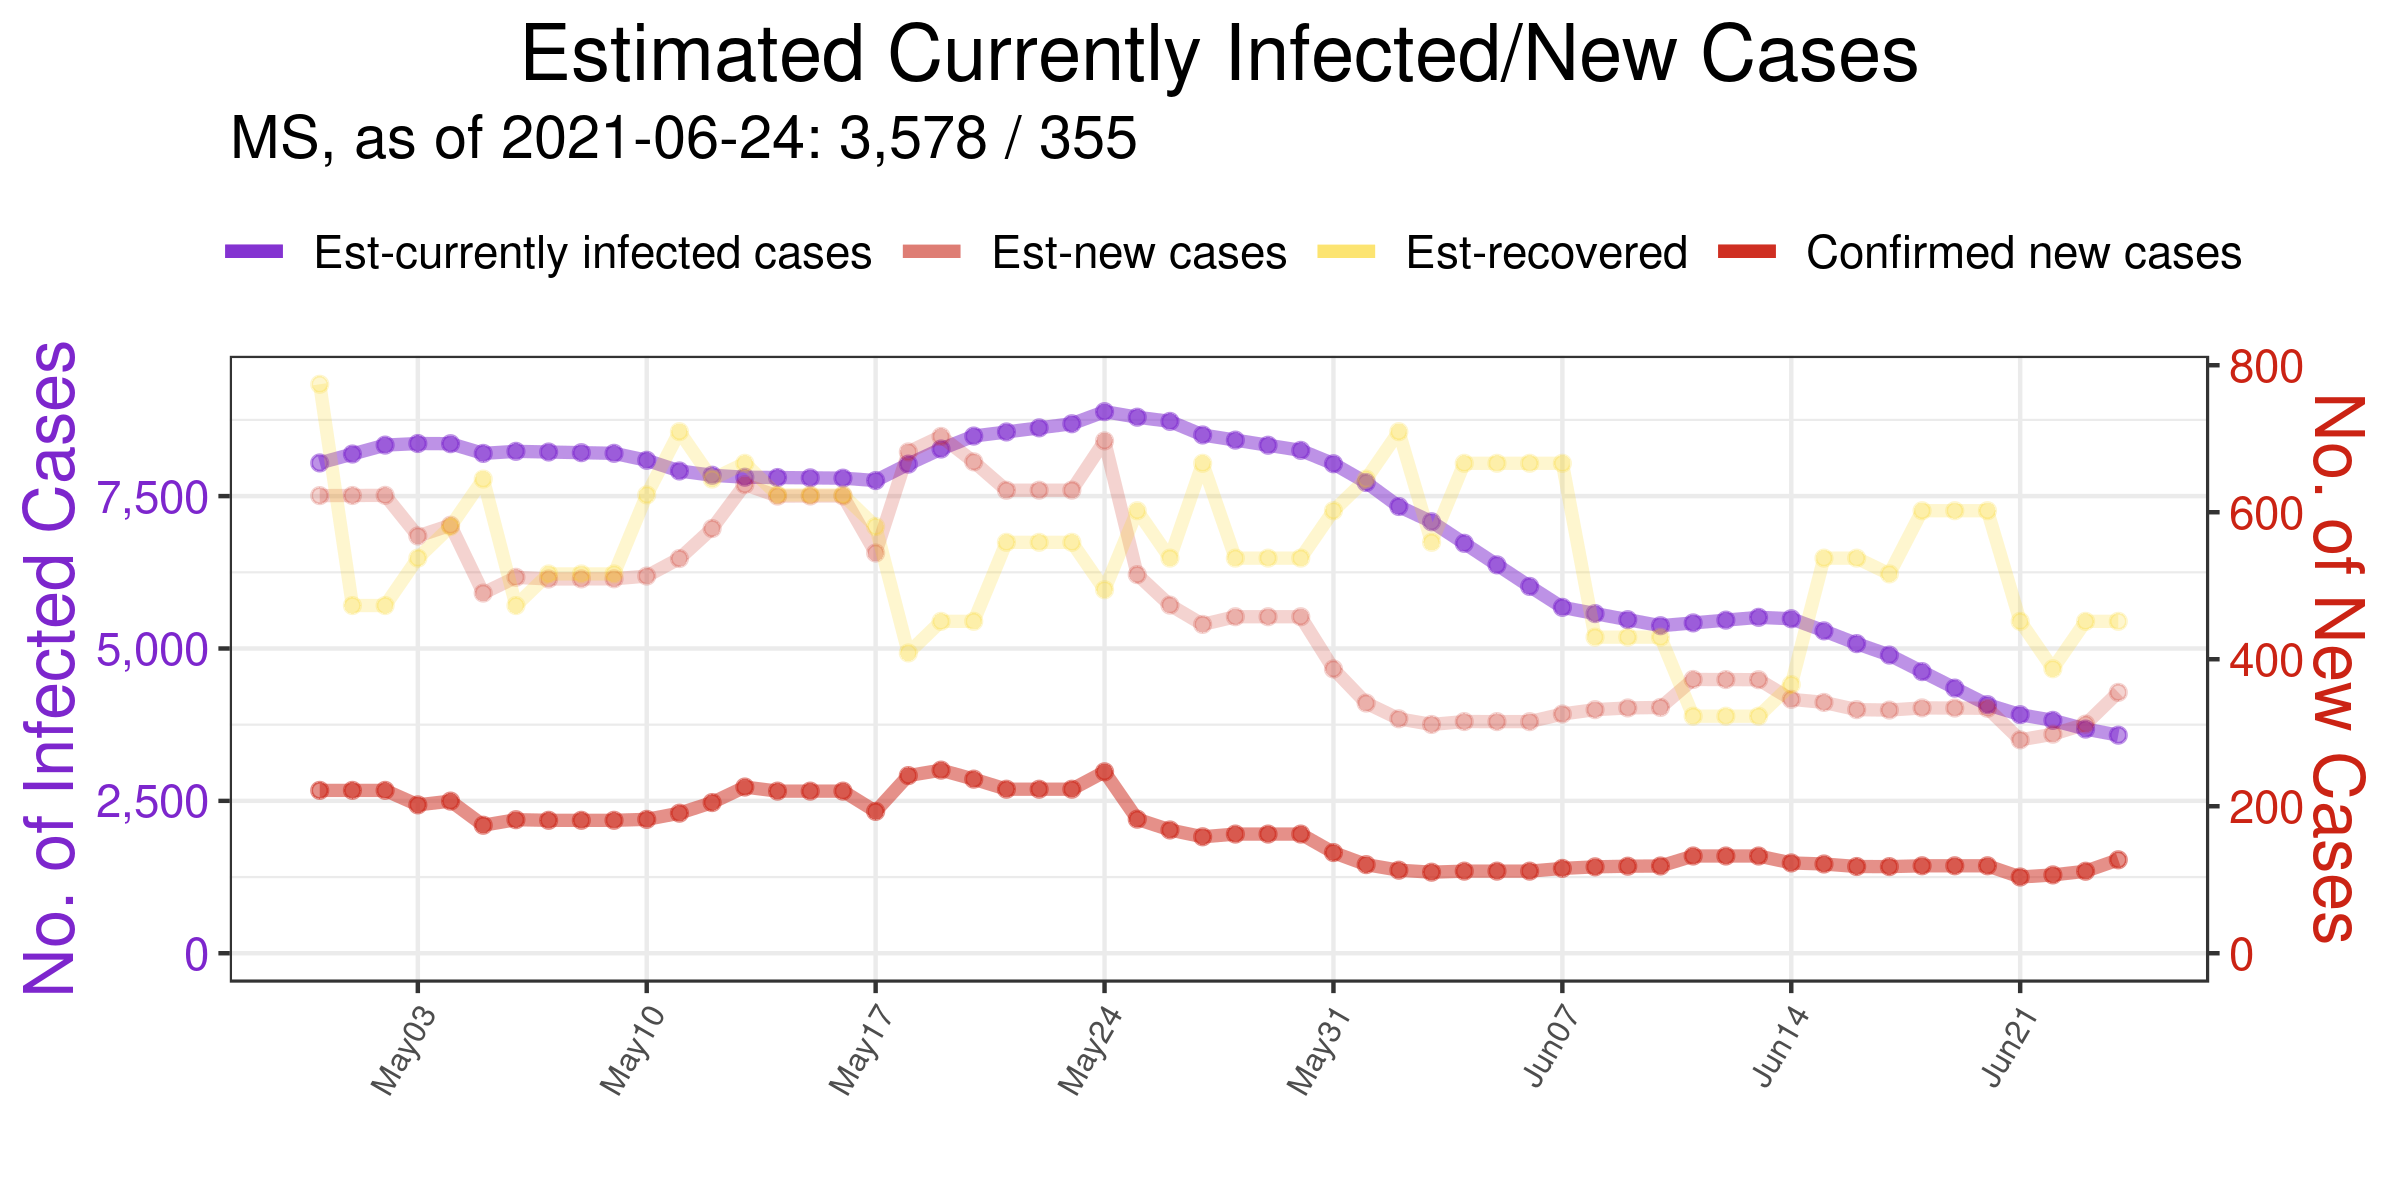 Estimated Currently Infected/New Cases
MS, as of 2021-06-24: 3,578 / 355
Est-currently infected cases Est-new cases Est-recovered Confirmed new cases
No. of Infected Cases
7,500
5,000
2,500
0
800
600
400
200
0
No. of New Cases
May03 May10 May17 May24 May31 Jun07 Jun14 Jun21